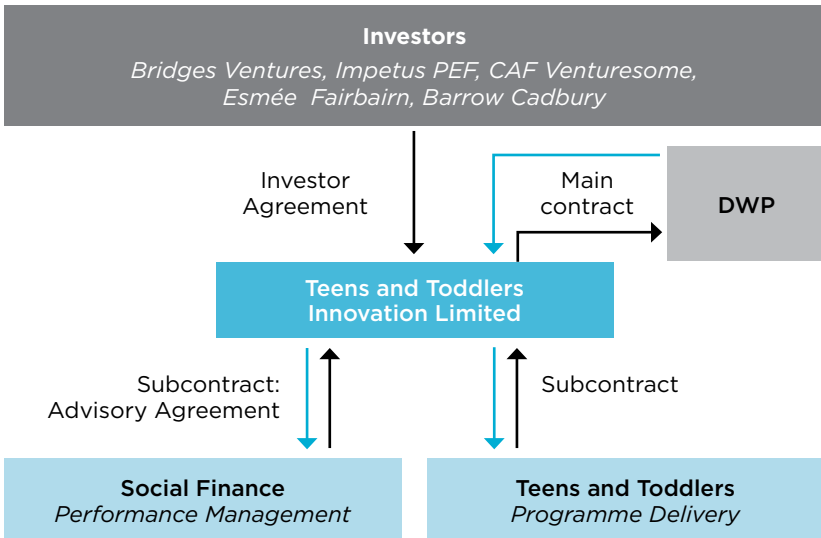 Investors
Bridges Ventures, Impetus PEF, CAF Venturesome,
Esmée Fairbairn, Barrow Cadbury
Investor
Agreement
Main
contract
DWP
Teens and Toddlers
Innovation Limited
Subcontract:
Advisory Agreement
Subcontract
Social Finance
Performance Management
Teens and Toddlers
Programme Delivery